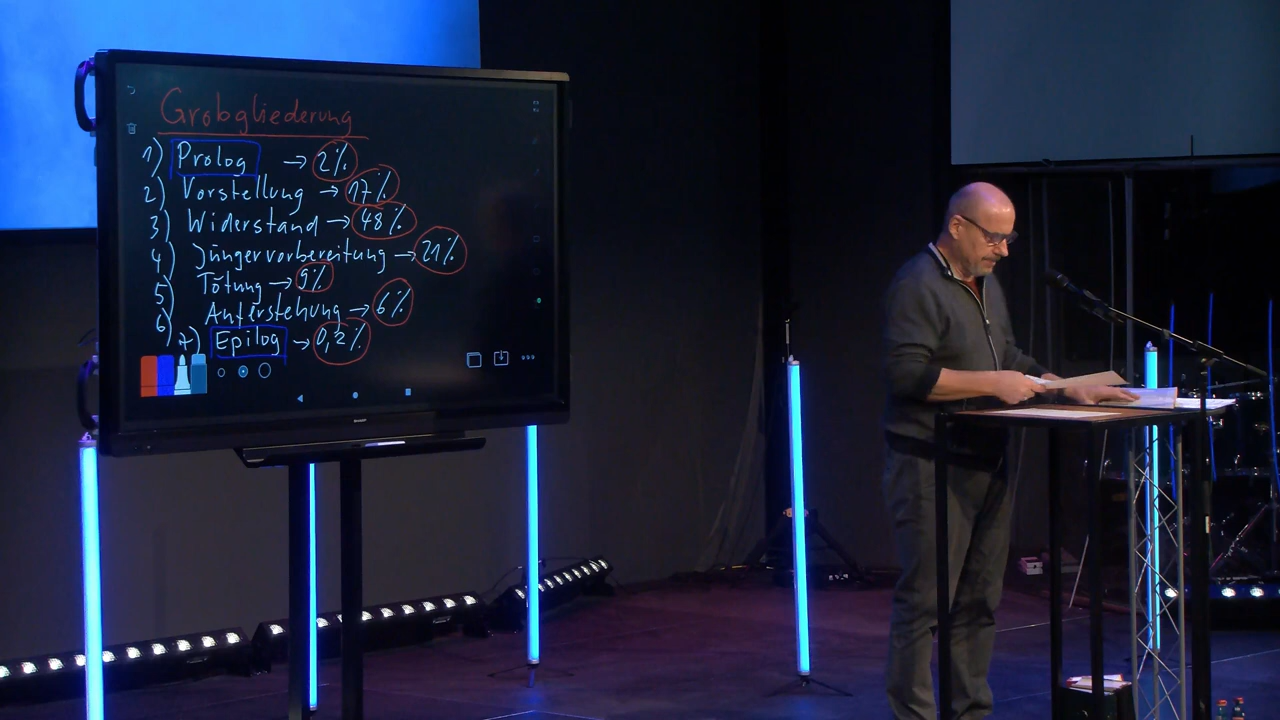 Grobgliederung
1) Prolog → 2%
2) Vorstellung → 17%
3) Widerstand → 48%
4) Jüngervorbereitung → 21%
5) Tötung → 9%
6) Auferstehung → 6%
7) Epilog → 0,2%